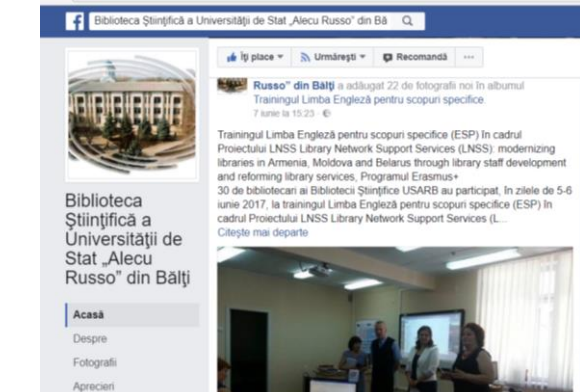 Biblioteca Ştiinţifică a Universităţii de Stat „Alecu Russo" din Bă
Îţi place
Urmăreşti
Recomandă
Russo" din Bălţi a adăugat 22 de fotografii noi în albumul
Trainingul Limba Engleză pentru scopuri specifice.
7 iunie la 15:23
Trainingul Limba Engleză pentru scopuri specifice (ESP) în cadrul
Proiectului LNSS Library Network Support Services (LNSS): modernizing
libraries in Armenia, Moldova and Belarus through library staff development
and reforming library services, Programul Erasmus+
30 de bibliotecari ai Bibliotecii Ştiinţifice USARB au participat, în zilele de 5-6
iunie 2017, la trainingul Limba Engleză pentru scopuri specifice (ESP) în
cadrul Proiectului LNSS Library Network Support Services (L...
Citeşte mai departe
Biblioteca
Ştiinţifică a
Universităţii de
Stat „Alecu
Russo" din Bălţi
Acasă
Despre
Fotografii
Aprecieri